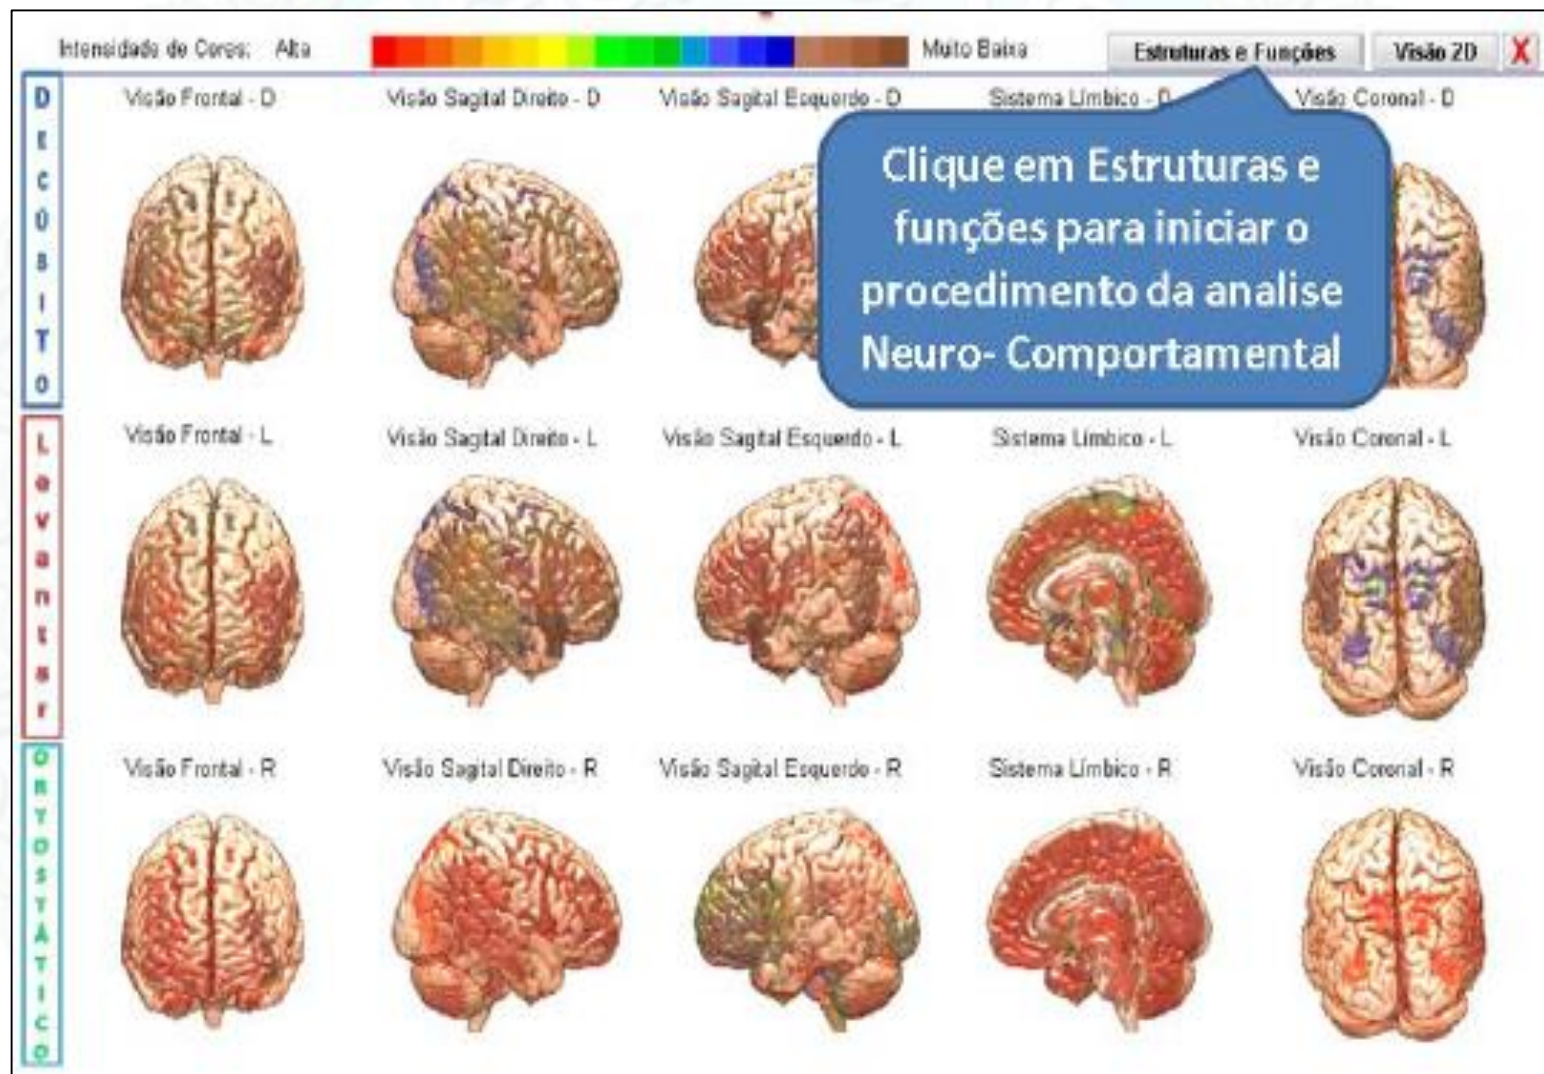 Intensidade de Cores: Alta
Muito Baixa
Estruturas e Funções
Visão 2D
X
DECÚBITO
Visão Frontal - D
Visão Sagital Direito - D
Visão Sagital Esquerdo - D
Sistema Límbico - D
Visão Coronal - D
Clique em Estruturas e
funções para iniciar o
procedimento da analise
Neuro- Comportamental
Levantar
Visão Frontal - L
Visão Sagital Direito - L
Visão Sagital Esquerdo - L
Sistema Límbico - L
Visão Coronal - L
ORTOSTÁTICO
Visão Frontal - R
Visão Sagital Direito - R
Visão Sagital Esquerdo - R
Sistema Límbico - R
Visão Coronal - R